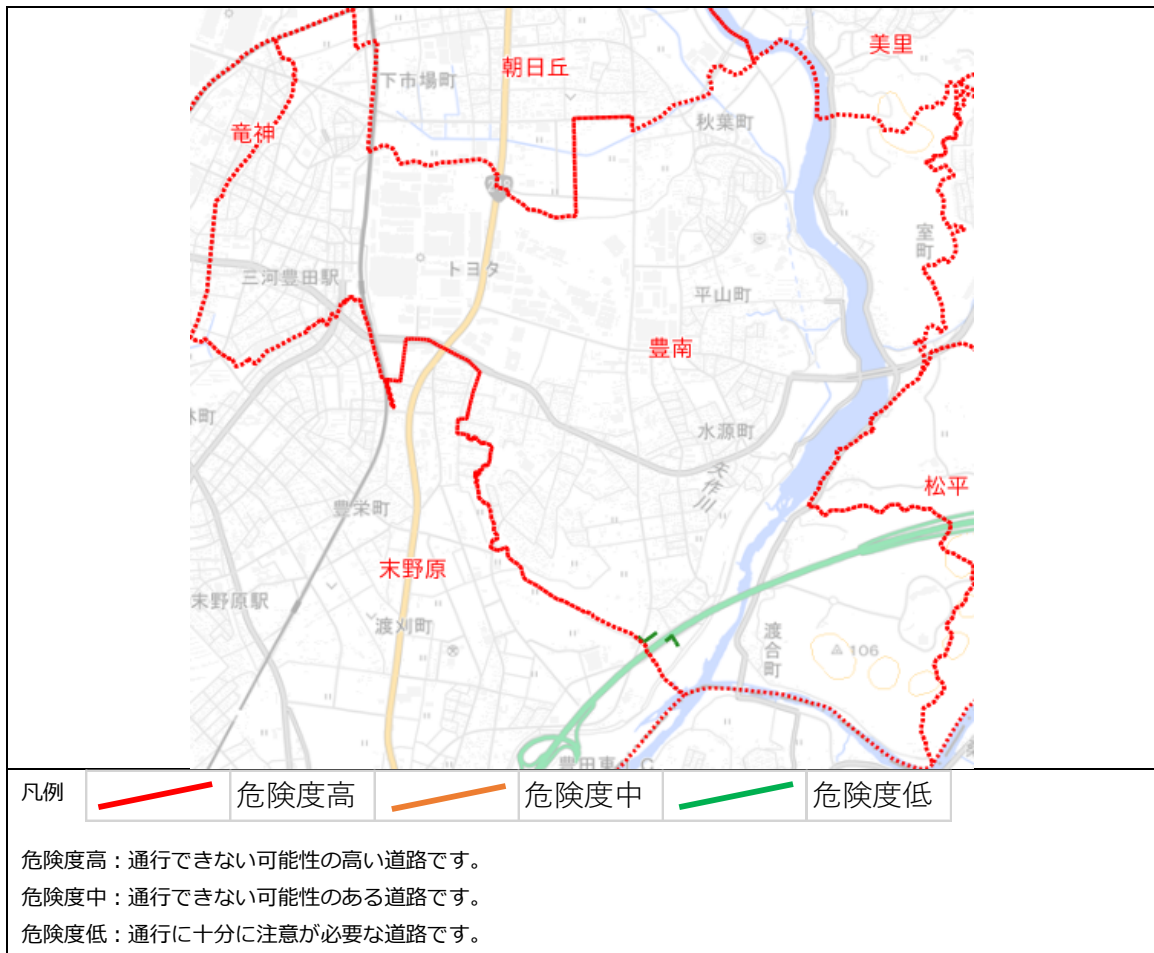 美里
朝日丘
下市場町
秋葉町
竜神
室町
三河豊田駅
トヨタ
平山町
豊南
水源町
矢作川
松平
豊栄町
末野原
末野原駅
渡刈町
渡合町
106
凡例 危険度高 危険度中 危険度低
危険度高：通行できない可能性の高い道路です。
危険度中：通行できない可能性のある道路です。
危険度低：通行に十分に注意が必要な道路です。